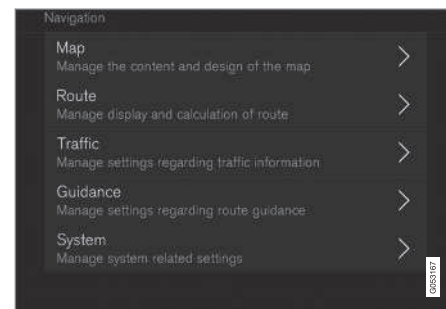 Navigation
Map
Manage the content and design of the map
Route
Manage display and calculation of route
Traffic
Manage settings regarding traffic information
Guidance
Manage settings regarding route guidance
System
Manage system related settings
G053167